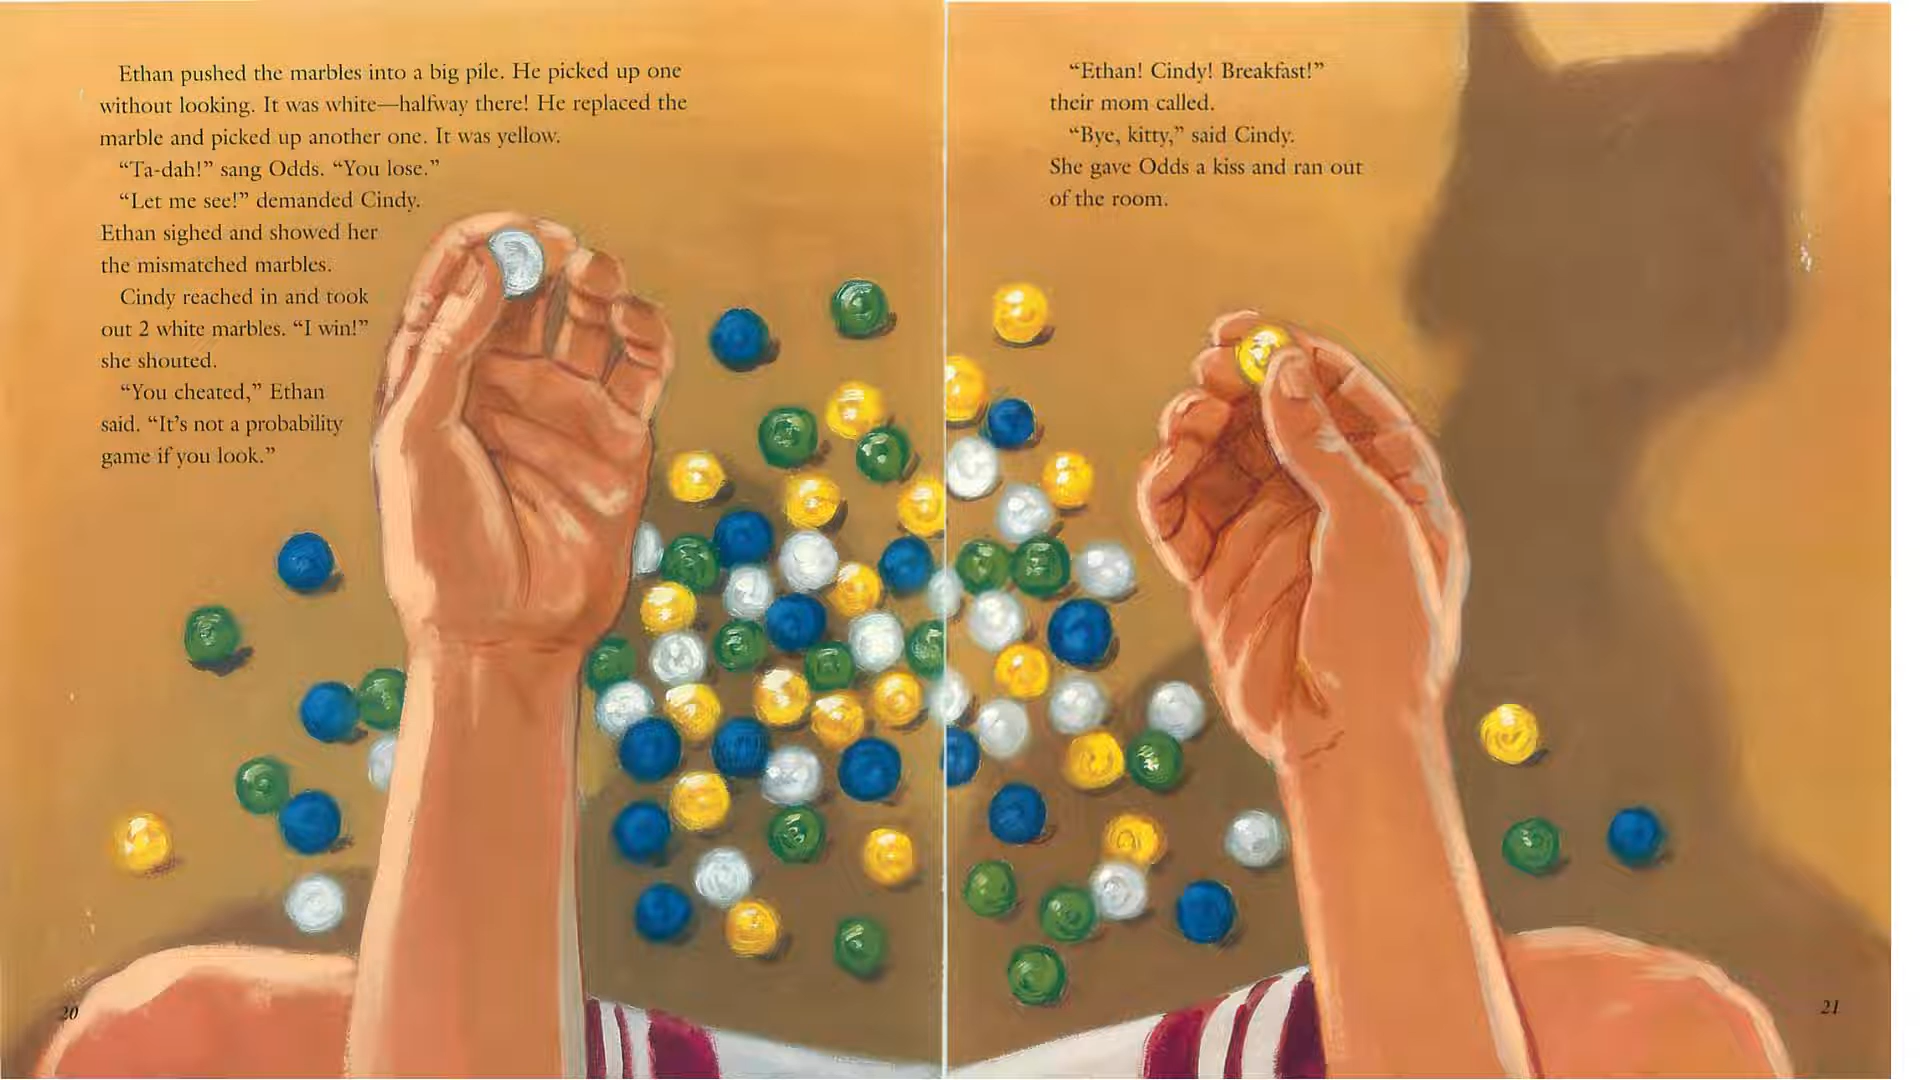 Ethan pushed the marbles into a big pile. He picked up one
without looking. It was white—halfway there! He replaced the
marble and picked up another one. It was yellow.
“Ta-dah!” sang Odds. “You lose.”
“Let me see!” demanded Cindy.
Ethan sighed and showed her
the mismatched marbles.
Cindy reached in and took
out 2 white marbles. “I win!”
she shouted.
“You cheated,” Ethan
said. “It’s not a probability
game if you look.”
20
“Ethan! Cindy! Breakfast!”
their mom called.
“Bye, kitty,” said Cindy.
She gave Odds a kiss and ran out
of the room.
21